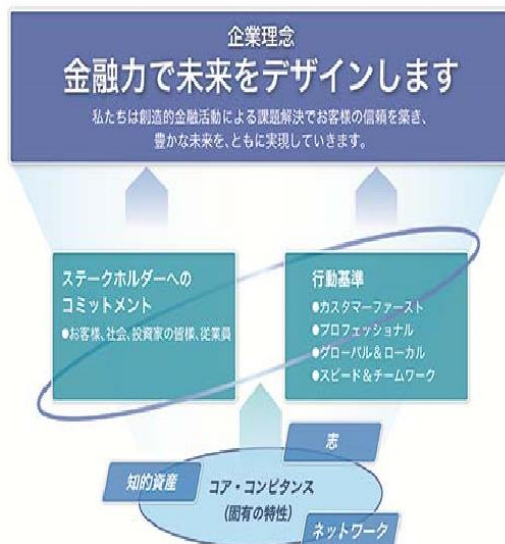 企業理念
金融力で未来をデザインします
私たちは創造的金融活動による課題解決でお客様の信頼を築き、
豊かな未来を、ともに実現していきます。
ステークホルダーへの
コミットメント
●お客様、社会、投資家の皆様、従業員
行動基準
●カスタマーファースト
●プロフェッショナル
●グローバル&ローカル
●スピード&チームワーク
志
知的資産
コア・コンピタンス
(固有の特性)
ネットワーク